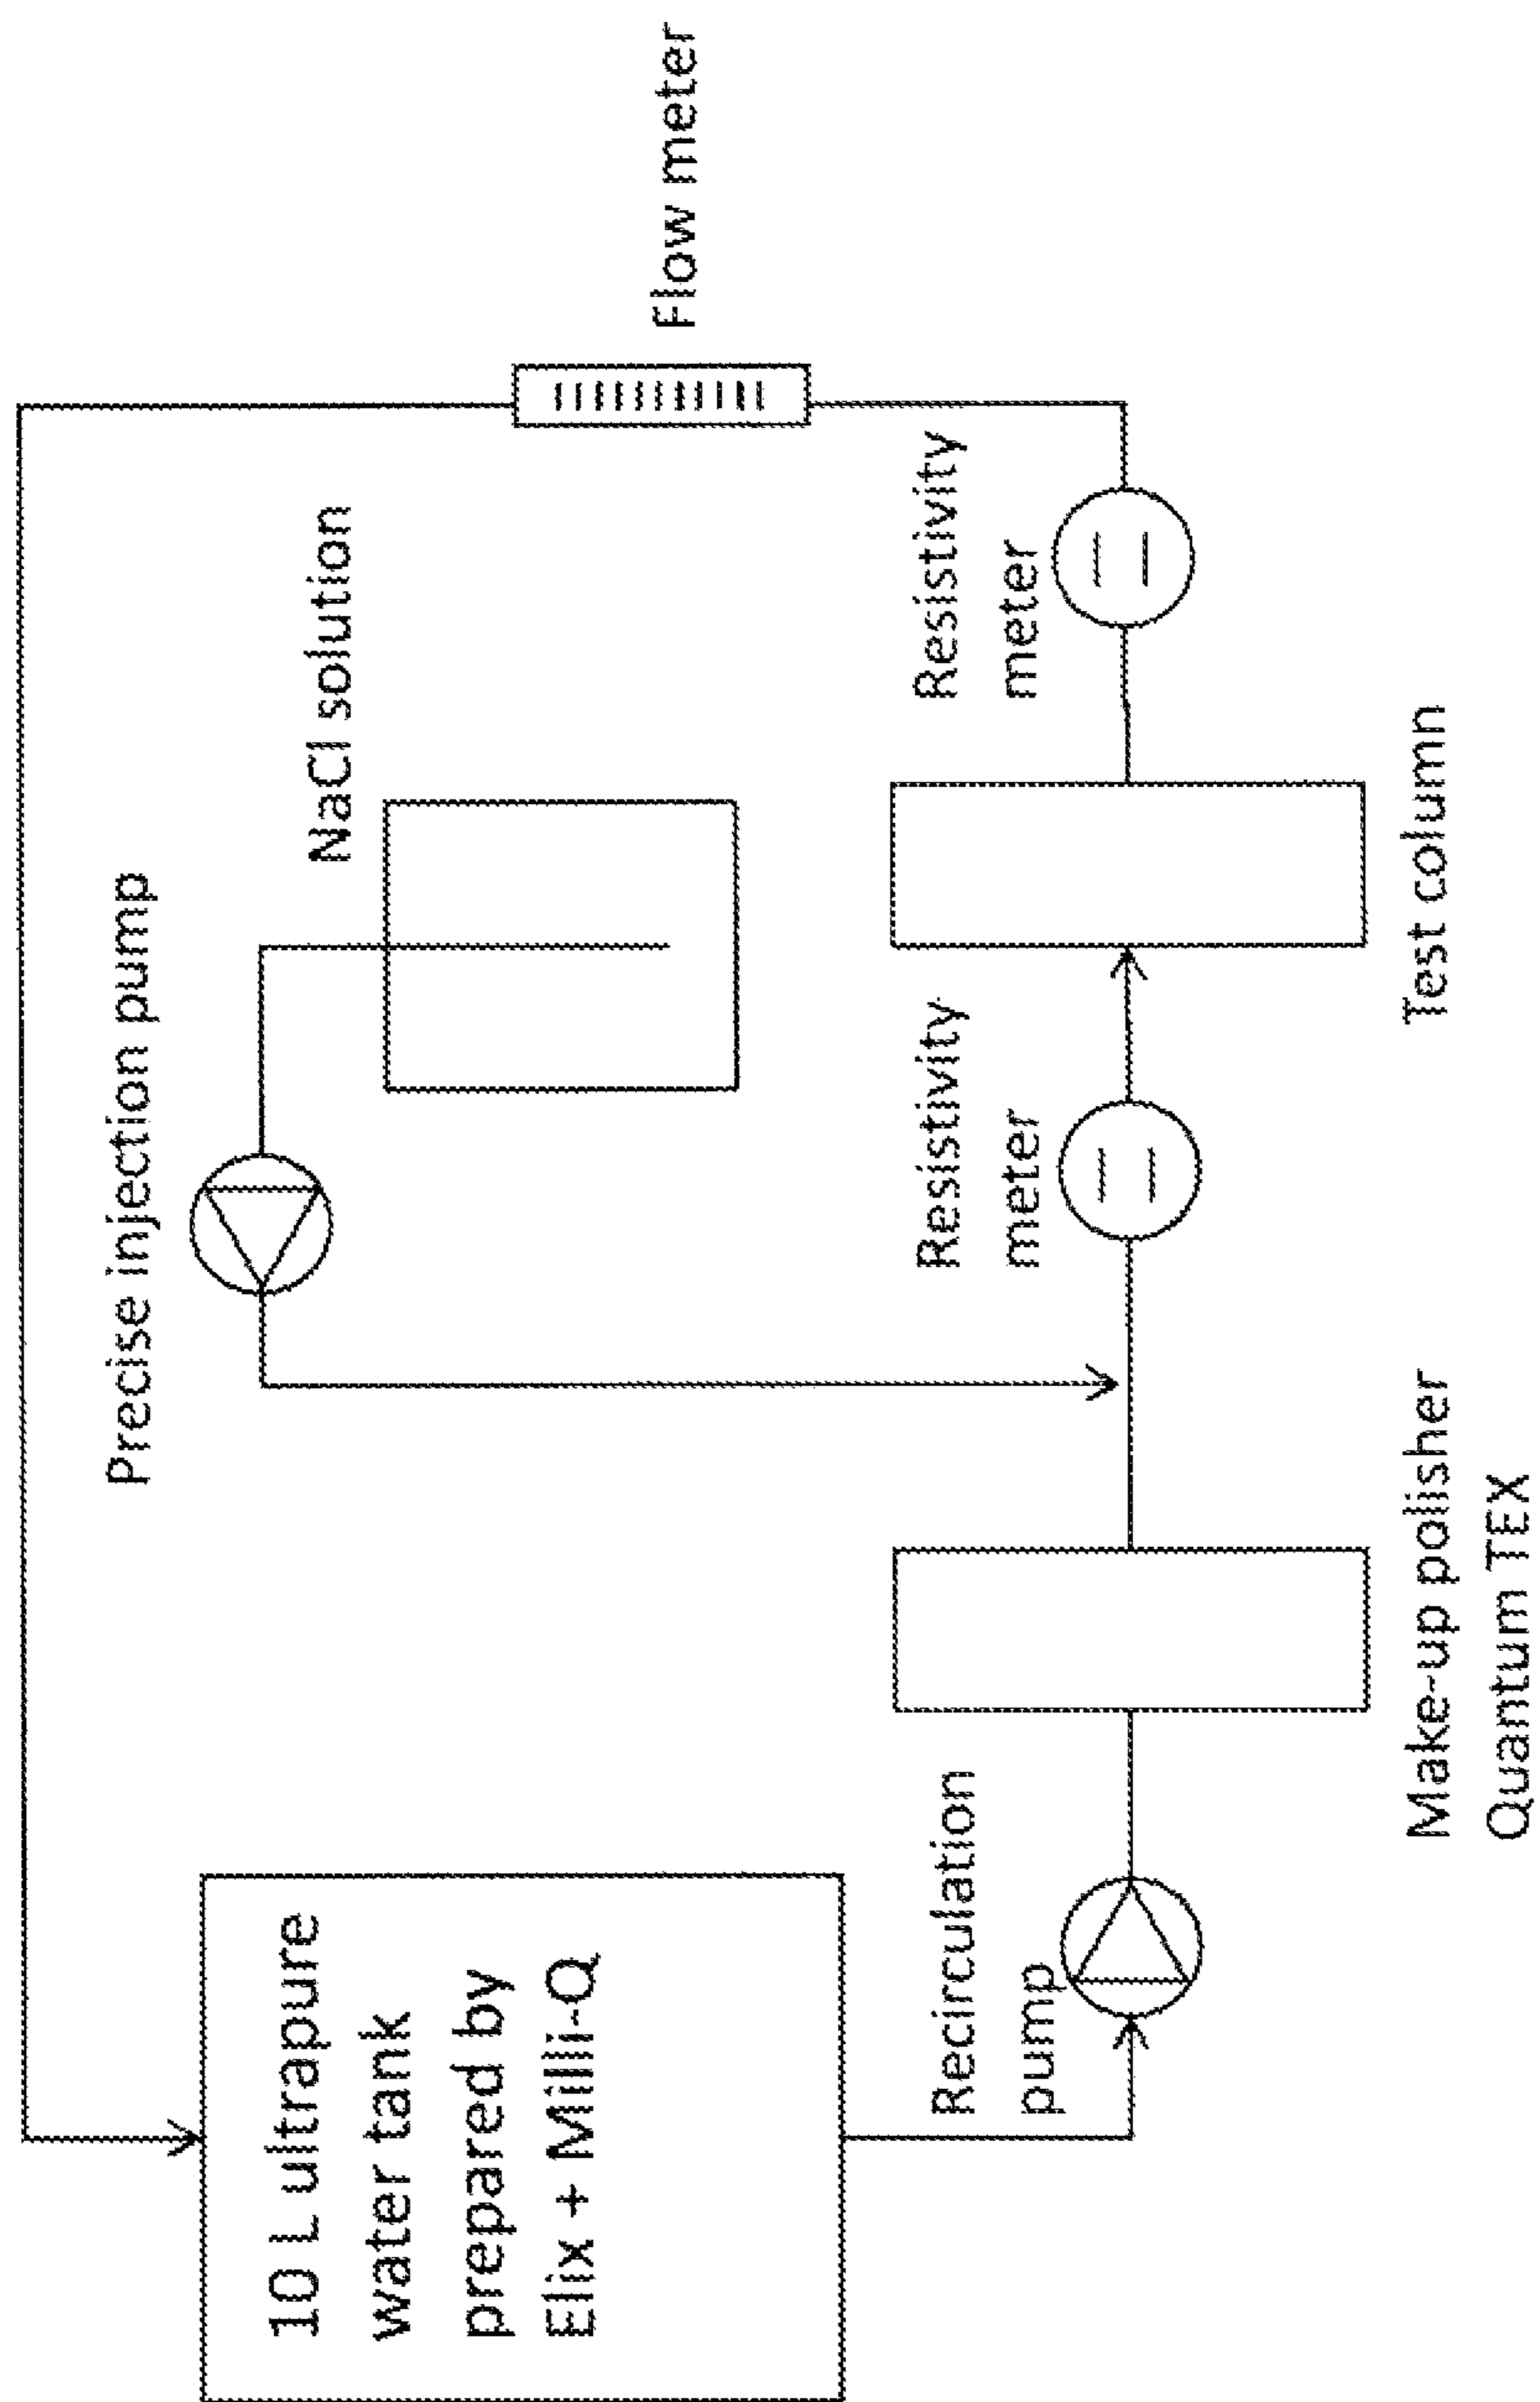 Precise injection pump
NaCl solution
Flow meter
10 L ultrapure
water tank
prepared by
Elix + Milli-Q
Recirculation
pump
Resistivity
meter
Resistivity
meter
Make-up polisher
Quantum TEX
Test column